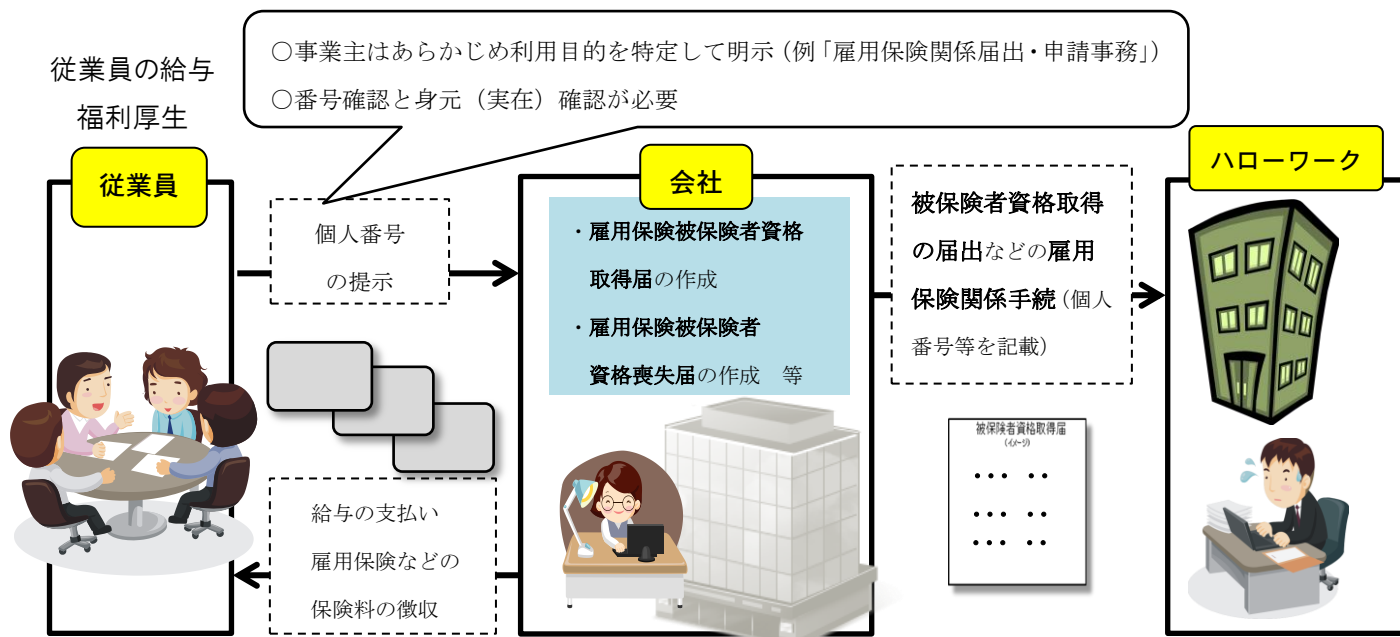 ○事業主はあらかじめ利用目的を特定して明示（例「雇用保険関係届出・申請事務」）
○番号確認と身元（実在）確認が必要
従業員の給与
福利厚生
従業員
個人番号
の提示
会社
・雇用保険被保険者資格
取得届の作成
・雇用保険被保険者
資格喪失届の作成　等
被保険者資格取得
の届出などの雇用
保険関係手続（個人
番号等を記載）
ハローワーク
被保険者資格取得届
（イメージ）
給与の支払い
雇用保険などの
保険料の徴収